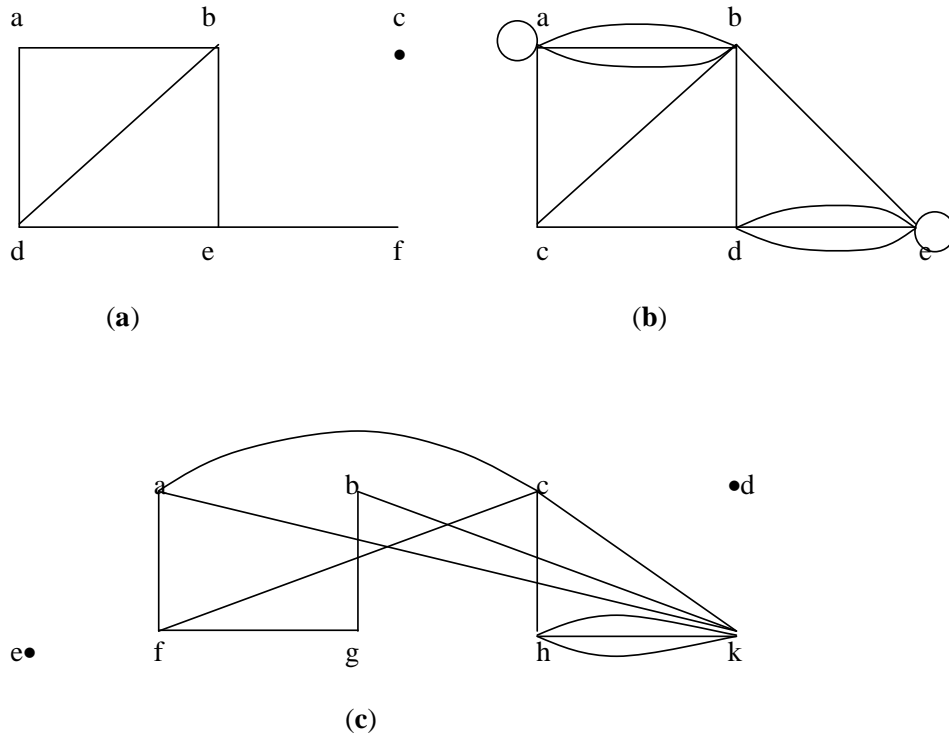 a b c
d e f
(a)
a b
c d e
(b)
a b c d
e f g h k
(c)